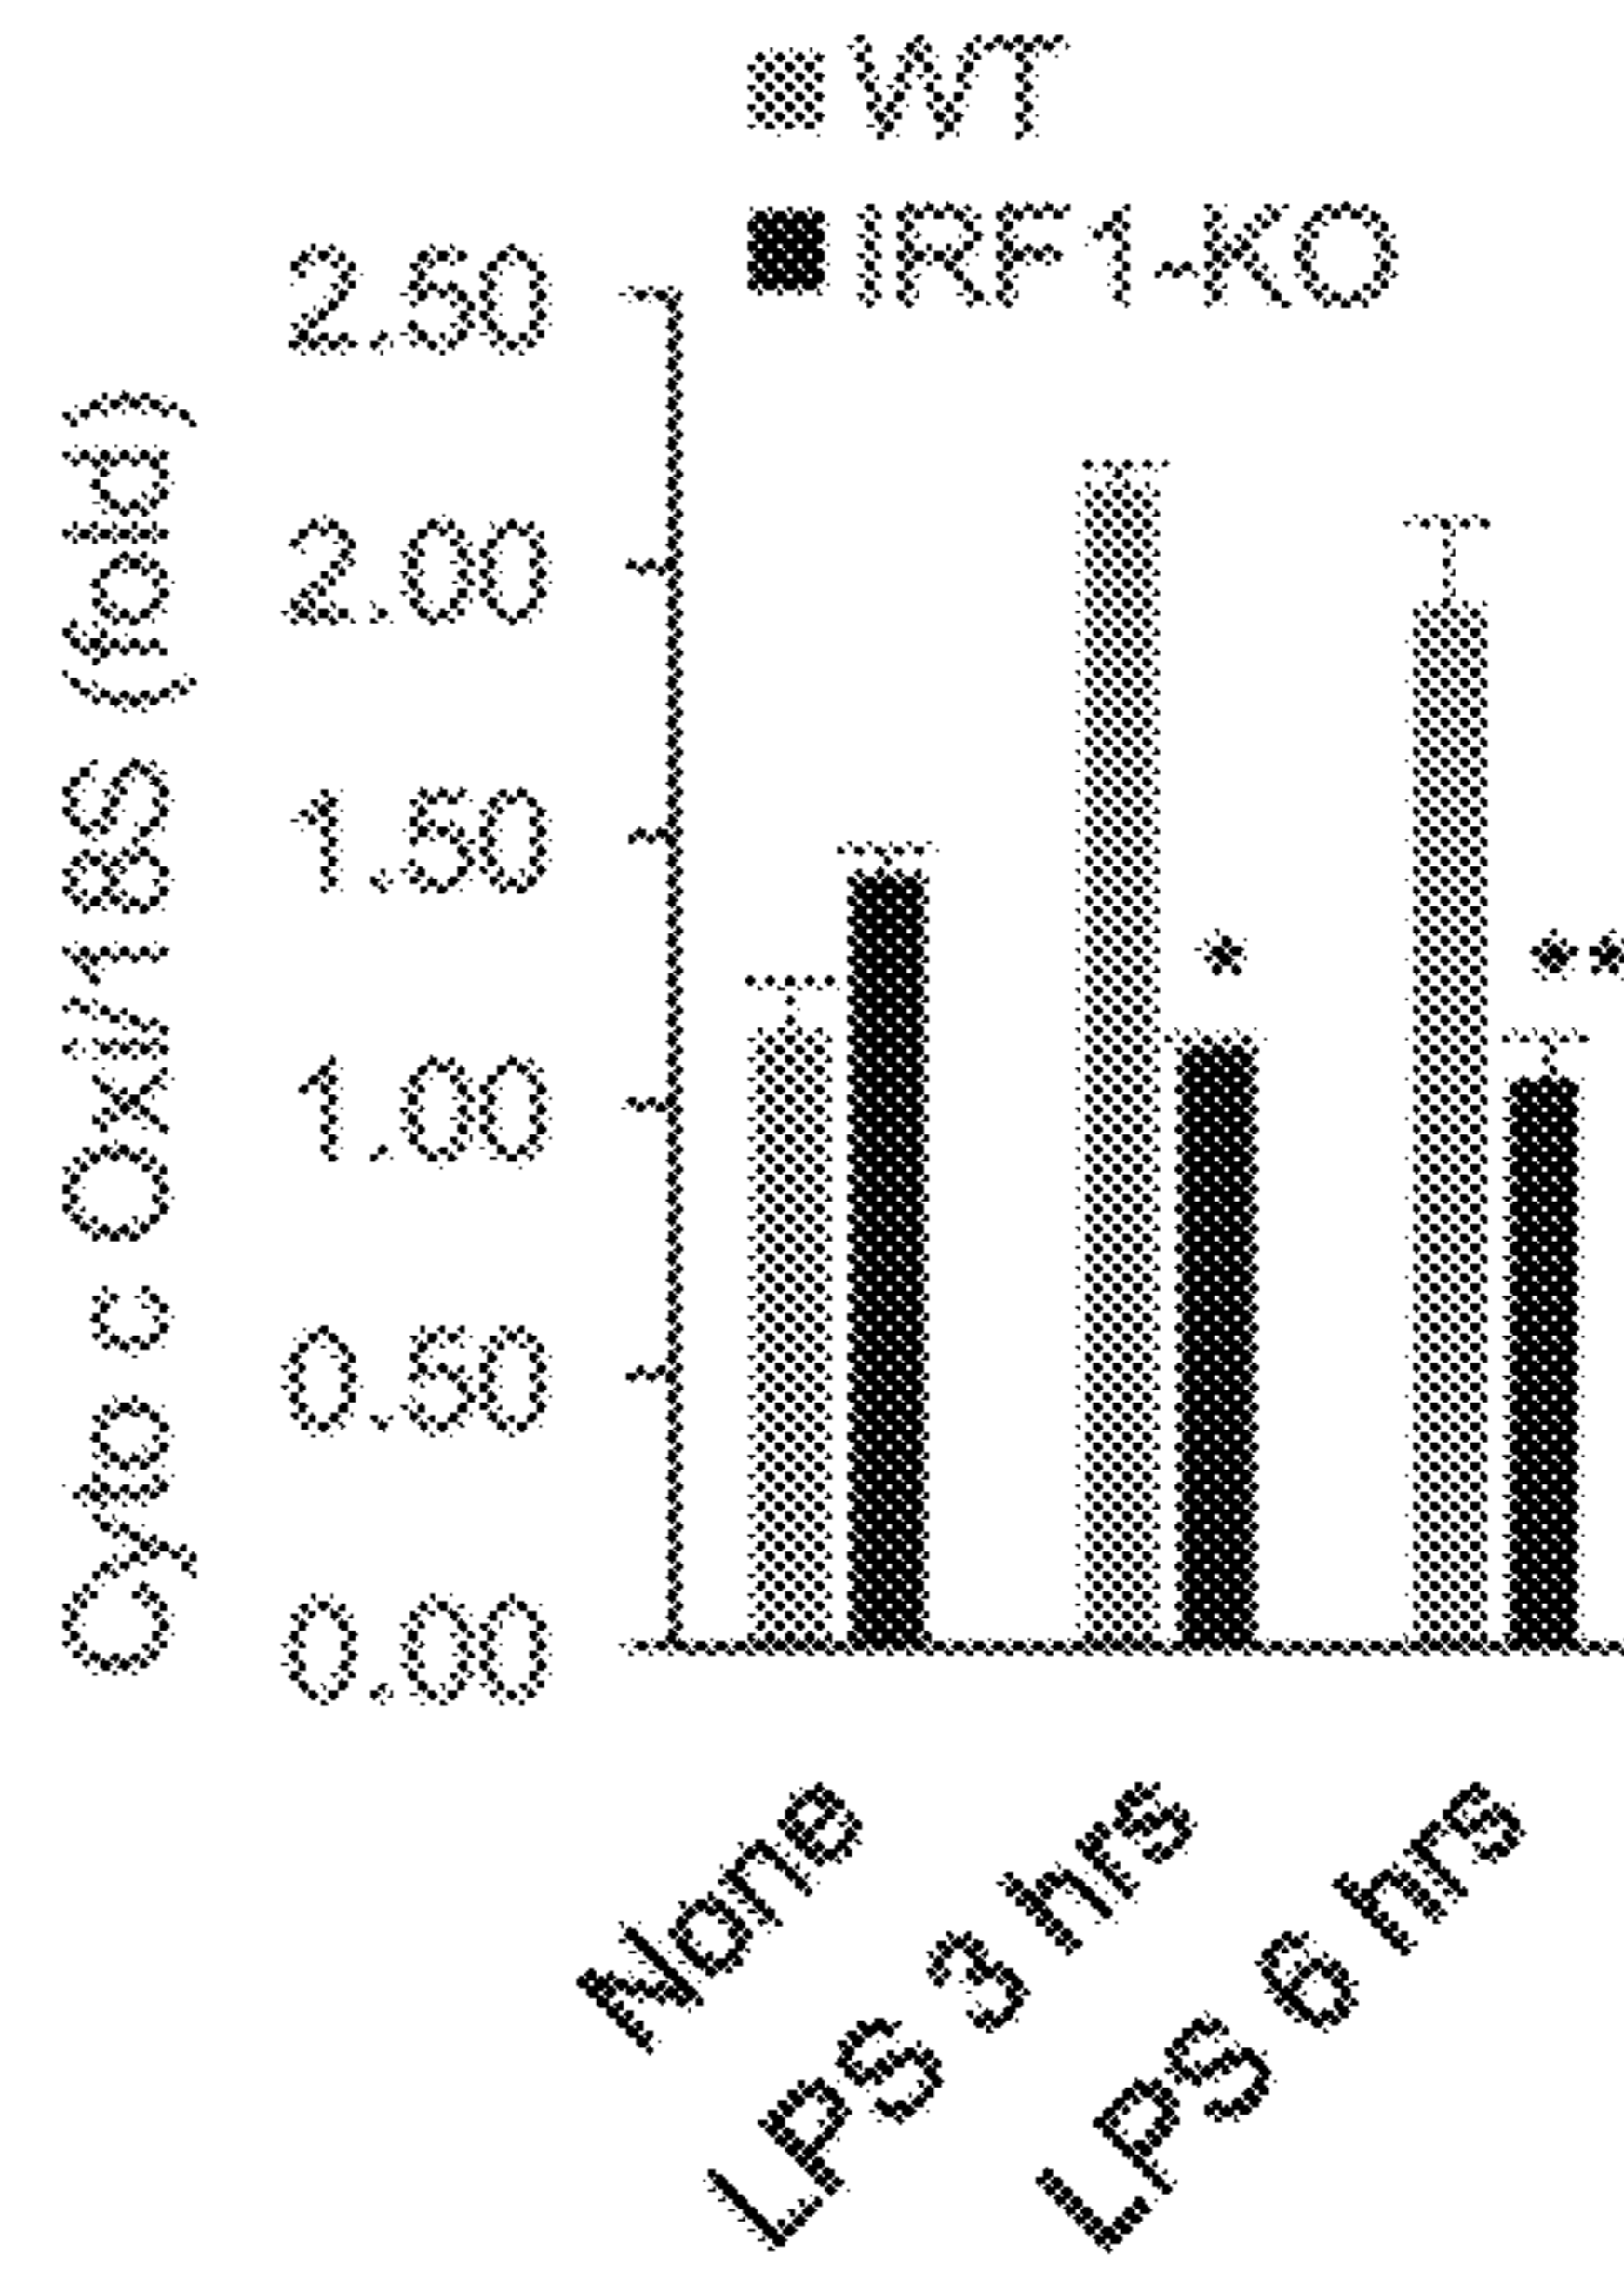 WT
IRF1-KO
Cyto c OxiI/18S (fold)
2.50
2.00
1.50
1.00
0.50
0.00
*
**
None
LPS 3 hrs
LPS 6 hrs